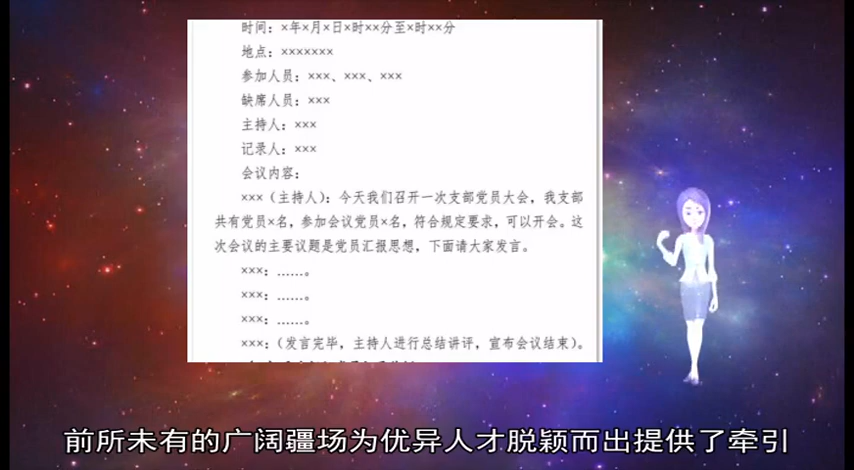 时间：×年×月×日×时××分至×时××分
地点：×××××××
参加人员：×××、×××、×××
缺席人员：×××
主持人：×××
记录人：×××
会议内容：
×××（主持人）：今天我们召开一次支部党员大会，我支部
共有党员×名，参加会议党员×名，符合规定要求，可以开会。这
次会议的主要议题是党员汇报思想，下面请大家发言。
×××：……。
×××：……。
×××：……。
×××：（发言完毕，主持人进行总结讲评，宣布会议结束）。
前所未有的广阔疆场为优异人才脱颖而出提供了牵引